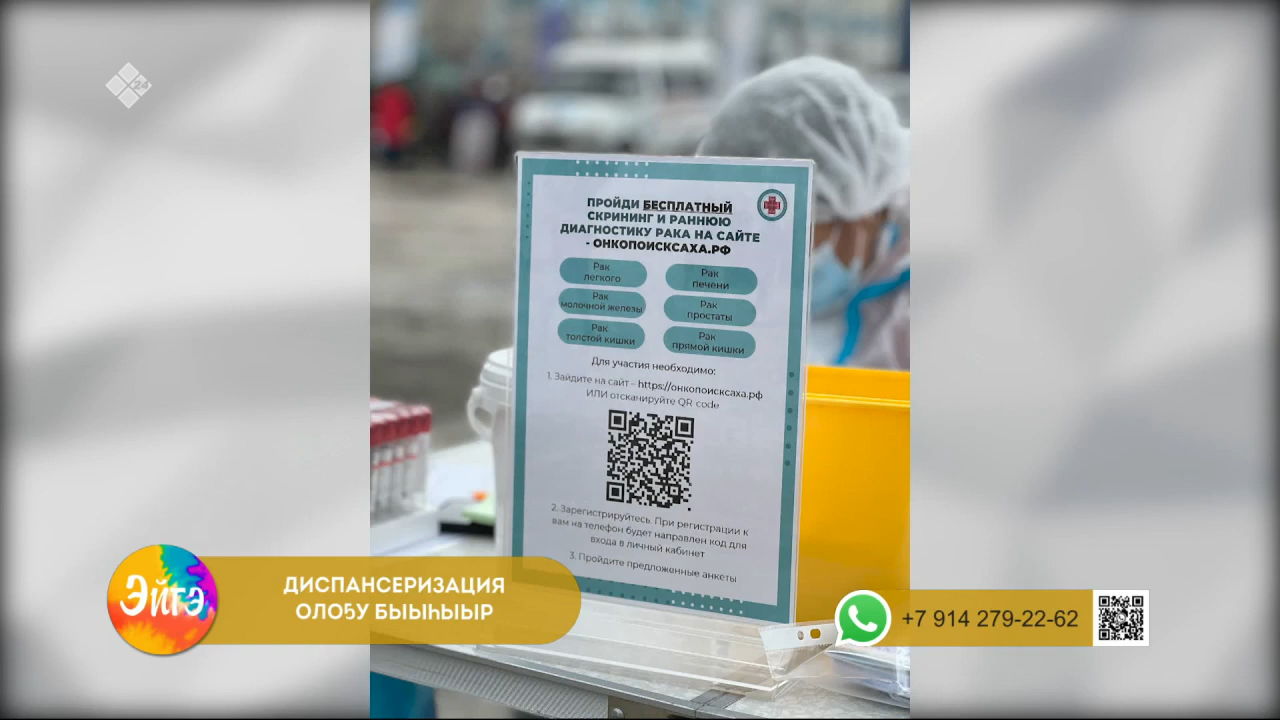 24
ПРОЙДИ БЕСПЛАТНЫЙ
СКРИНИНГ И РАННЮЮ
ДИАГНОСТИКУ РАКА НА САЙТЕ
- ОНКОПОИСКСАХА.РФ
Рак
легкого
Рак
печени
Рак
молочной железы
Рак
простаты
Рак
толстой кишки
Рак
прямой кишки
Для участия необходимо:
1. Зайдите на сайт – https://онкопоисксаха.рф
ИЛИ отсканируйте QR code
2. Зарегистрируйтесь. При регистрации к
вам на телефон будет направлен код для
входа в личный кабинет
3. Пройдите предложенные анкеты
Эйгэ
ДИСПАНСЕРИЗАЦИЯ
ОЛОҔУ БЫЫҺЫЫР
+7 914 279-22-62